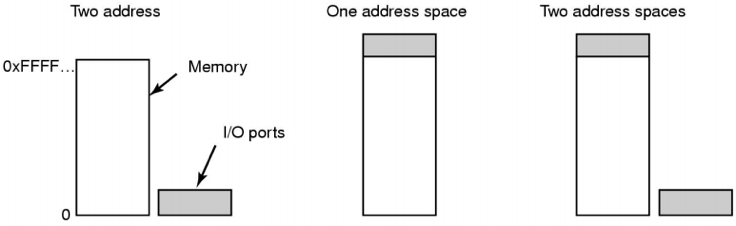 Two address
One address space
Two address spaces
0xFFFF…
Memory
I/O ports
0